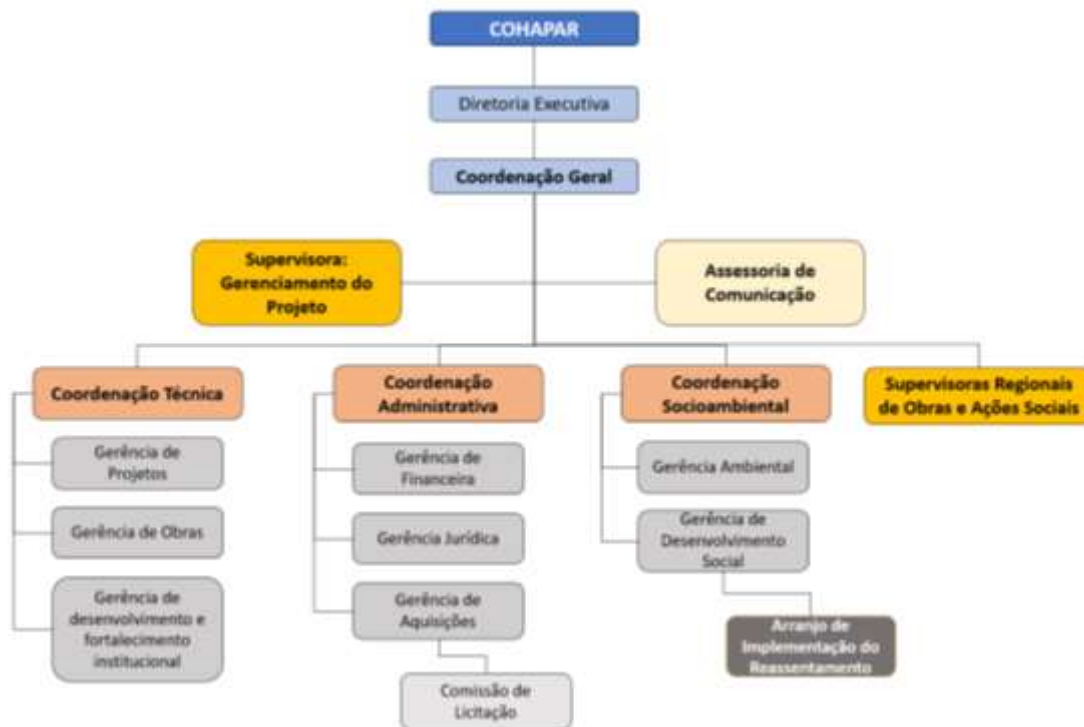 COHAPAR
Diretoria Executiva
Coordenação Geral
Supervisora:
Gerenciamento do
Projeto
Assessoria de
Comunicação
Coordenação Técnica
Coordenação
Administrativa
Coordenação
Socioambiental
Supervisoras Regionais
de Obras e Ações Sociais
Gerência de
Projetos
Gerência de Obras
Gerência de
desenvolvimento e
fortalecimento
institucional
Gerência de
Financeira
Gerência Jurídica
Gerência de
Aquisições
Comissão de
Licitação
Gerência Ambiental
Gerência de
Desenvolvimento
Social
Arranjo de
Implementação do
Reassentamento